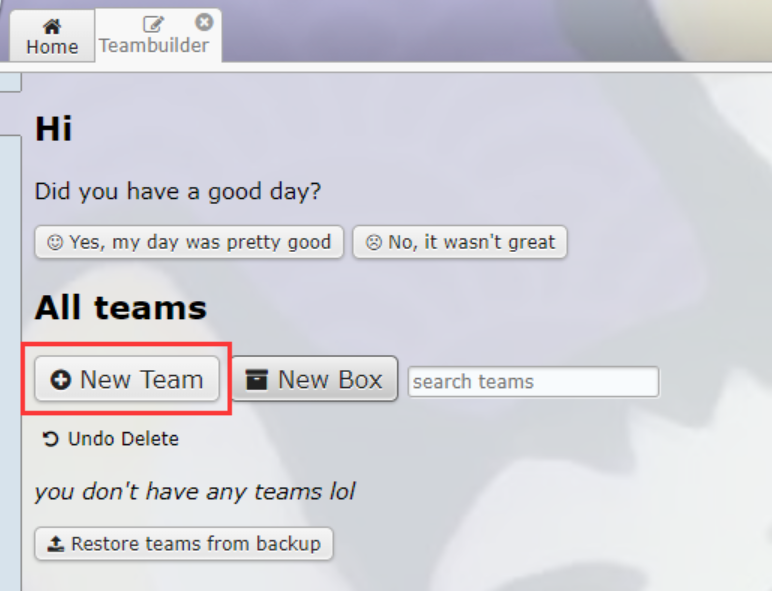 Home
Teambuilder
Hi
Did you have a good day?
Yes, my day was pretty good
No, it wasn't great
All teams
New Team
New Box
search teams
Undo Delete
you don't have any teams lol
Restore teams from backup